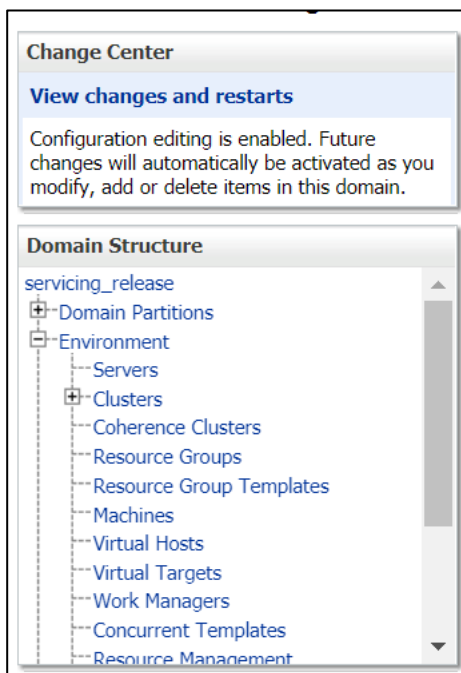 Change Center
View changes and restarts
Configuration editing is enabled. Future
changes will automatically be activated as you
modify, add or delete items in this domain.
Domain Structure
servicing_release
Domain Partitions
Environment
Servers
Clusters
Coherence Clusters
Resource Groups
Resource Group Templates
Machines
Virtual Hosts
Virtual Targets
Work Managers
Concurrent Templates
Resource Management